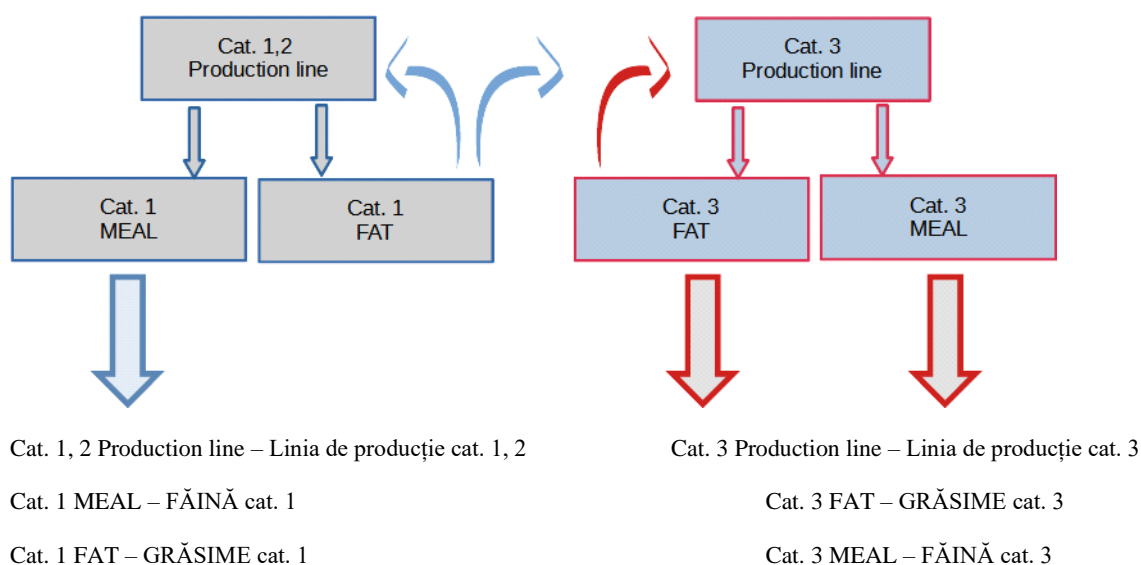 Cat. 1,2
Production line
Cat. 3
Production line
Cat. 1
MEAL
Cat. 1
FAT
Cat. 3
FAT
Cat. 3
MEAL
Cat. 1, 2 Production line – Linia de producție cat. 1, 2
Cat. 3 Production line – Linia de producție cat. 3
Cat. 1 MEAL – FĂINĂ cat. 1
Cat. 3 FAT – GRĂSIME cat. 3
Cat. 1 FAT – GRĂSIME cat. 1
Cat. 3 MEAL – FĂINĂ cat. 3